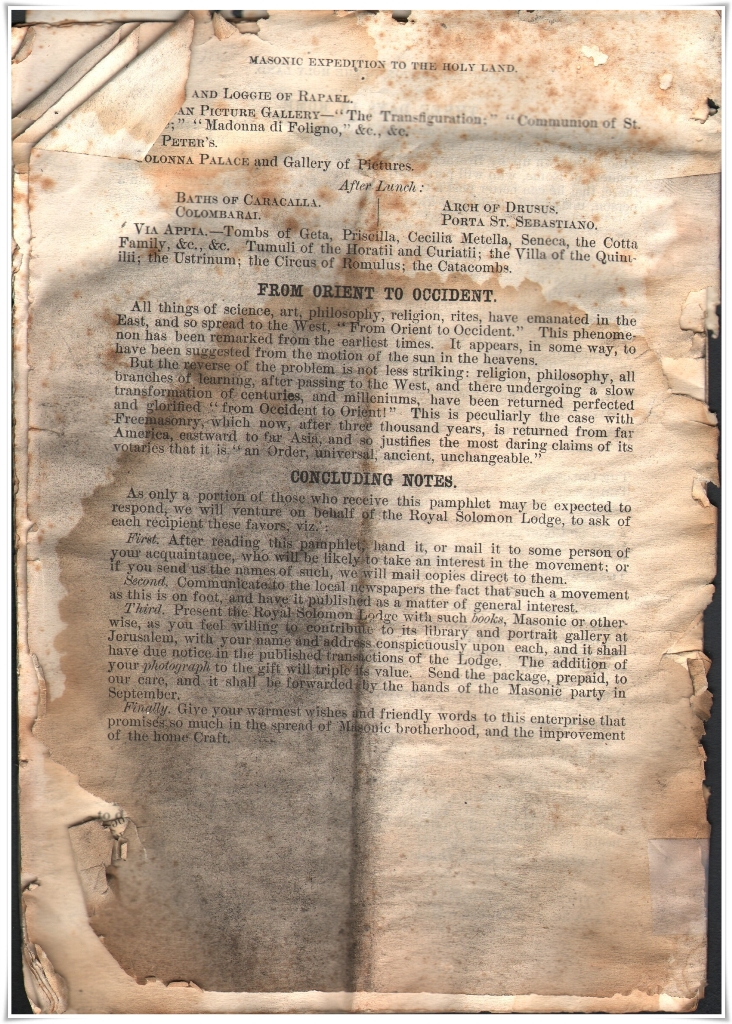 MASONIC EXPEDITION TO THE HOLY LAND.
AND LOGGIE OF RAPAEL.
AN PICTURE GALLERY—"The Transfiguration;" "Communion of St.
;" "Madonna di Foligno," &c., &c.
PETER'S.
OLONNA PALACE and Gallery of Pictures.
After Lunch:
BATHS OF CARACALLA.
COLOMBARAI.
ARCH OF DRUSUS.
PORTA ST. SEBASTIANO.
VIA APPIA.—Tombs of Geta, Priscilla, Cecilia Metella, Seneca, the Cotta
Family, &c., &c. Tumuli of the Horatii and Curiatii; the Villa of the Quin-
ilii; the Ustrinum; the Circus of Romulus; the Catacombs.
FROM ORIENT TO OCCIDENT.
All things of science, art, philosophy, religion, rites, have emanated in the
East, and so spread to the West, "From Orient to Occident." This phenome-
non has been remarked from the earliest times. It appears, in some way, to
have been suggested from the motion of the sun in the heavens.
But the reverse of the problem is not less striking: religion, philosophy, all
branches of learning, after passing to the West, and there undergoing a slow
transformation of centuries, and milleniums, have been returned perfected
and glorified "from Occident to Orient!" This is peculiarly the case with
Freemasonry, which now, after three thousand years, is returned from far
America, eastward to far Asia, and so justifies the most daring claims of its
votaries that it is "an Order, universal, ancient, unchangeable."
CONCLUDING NOTES.
As only a portion of those who receive this pamphlet may be expected to
respond, we will venture on behalf of the Royal Solomon Lodge, to ask of
each recipient these favors, viz.:
First. After reading this pamphlet, hand it, or mail it to some person of
your acquaintance, who will be likely to take an interest in the movement; or
if you send us the names of such, we will mail copies direct to them.
Second. Communicate to the local newspapers the fact that such a movement
as this is on foot, and have it published as a matter of general interest.
Third. Present the Royal Solomon Lodge with such books, Masonic or other-
wise, as you feel willing to contribute to its library and portrait gallery at
Jerusalem, with your name and address conspicuously upon each, and it shall
have due notice in the published transactions of the Lodge. The addition of
your photograph to the gift will triple its value. Send the package, prepaid, to
our care, and it shall be forwarded by the hands of the Masonic party in
September.
Finally. Give your warmest wishes and friendly words to this enterprise that
promises so much in the spread of Masonic brotherhood, and the improvement
of the home Craft.